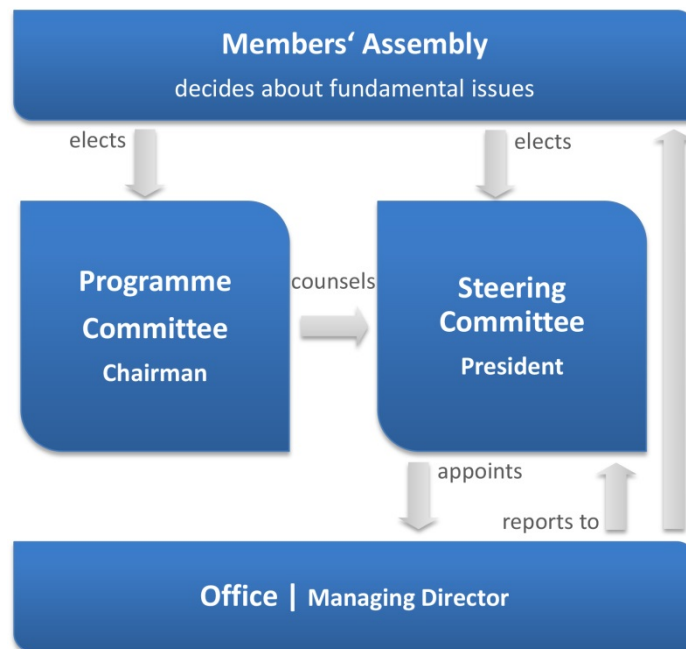 Members‘ Assembly
decides about fundamental issues
elects
elects
Programme
Committee
Chairman
counsels
Steering
Committee
President
appoints
reports to
Office | Managing Director